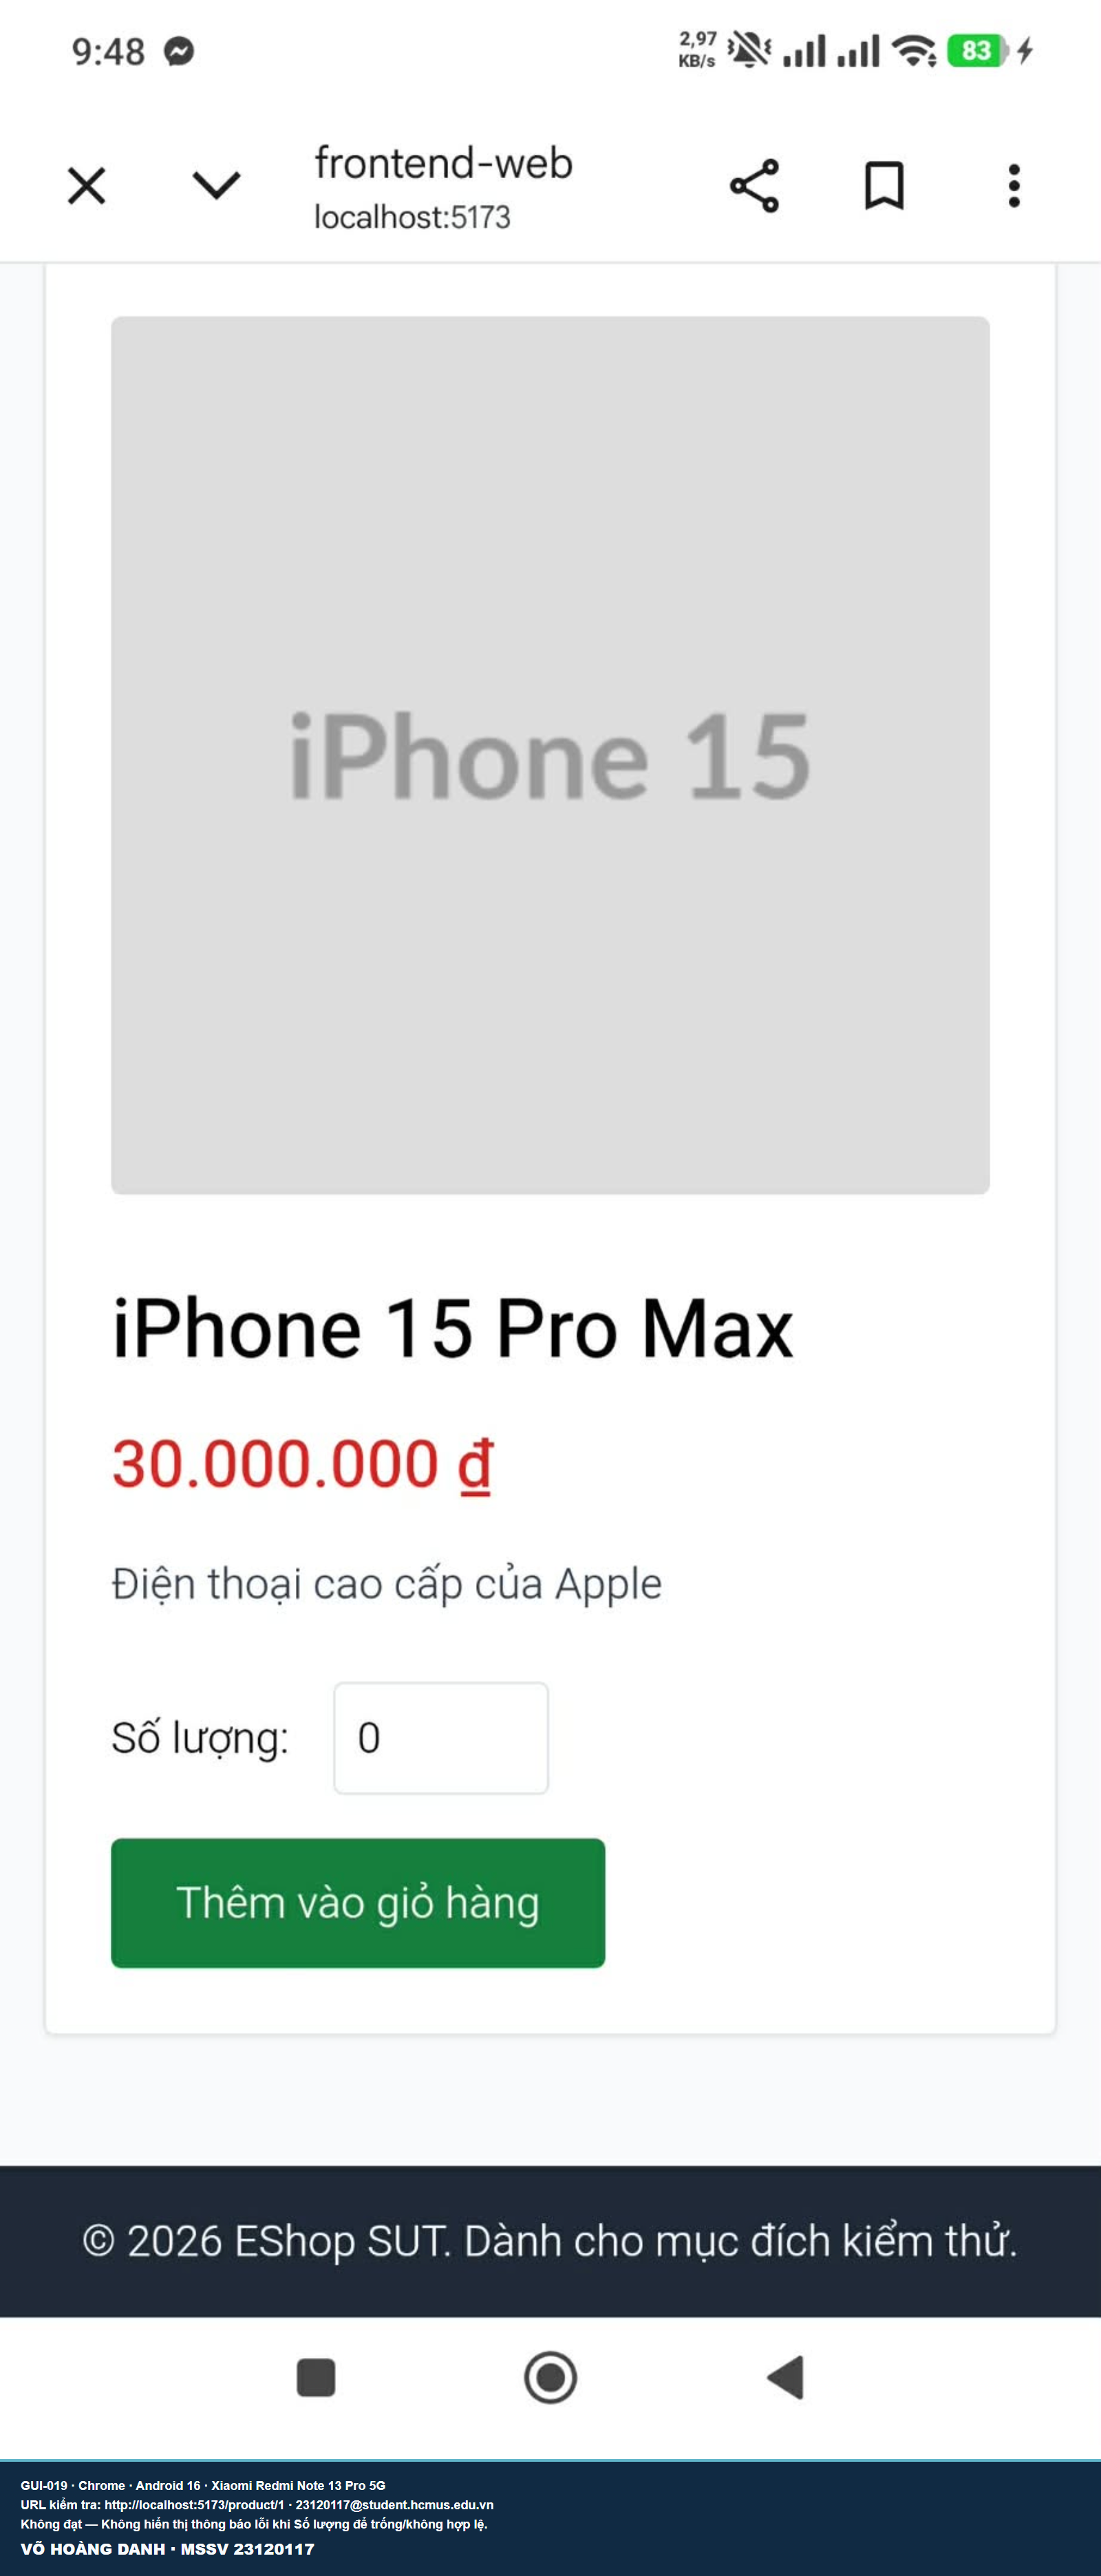 9:48
2,97
KB/s
83
frontend-web
localhost:5173
iPhone 15
iPhone 15 Pro Max
30.000.000 ₫
Điện thoại cao cấp của Apple
Số lượng: 0
Thêm vào giỏ hàng
© 2026 EShop SUT. Dành cho mục đích kiểm thử.
GUI-019 · Chrome · Android 16 · Xiaomi Redmi Note 13 Pro 5G
URL kiểm tra: http://localhost:5173/product/1 · 23120117@student.hcmus.edu.vn
Không đạt — Không hiển thị thông báo lỗi khi Số lượng để trống/không hợp lệ.
VÕ HOÀNG DANH · MSSV 23120117